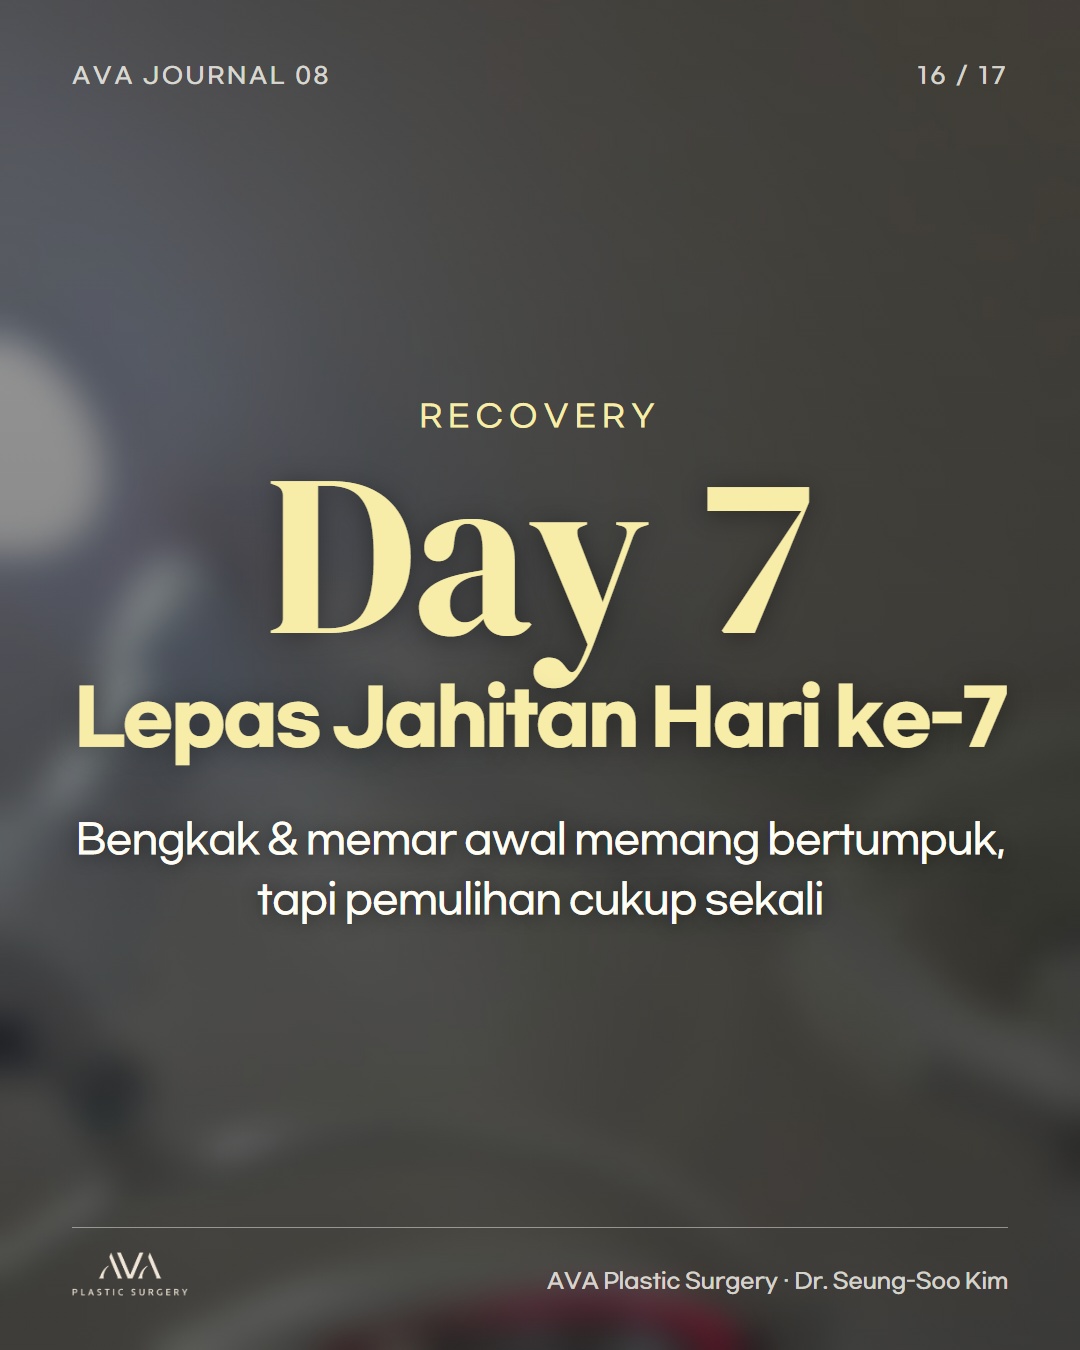 AVA JOURNAL 08
16 / 17
RECOVERY
Day 7
Lepas Jahitan Hari ke-7
Bengkak & memar awal memang bertumpuk,
tapi pemulihan cukup sekali
AVA
PLASTIC SURGERY
AVA Plastic Surgery · Dr. Seung-Soo Kim